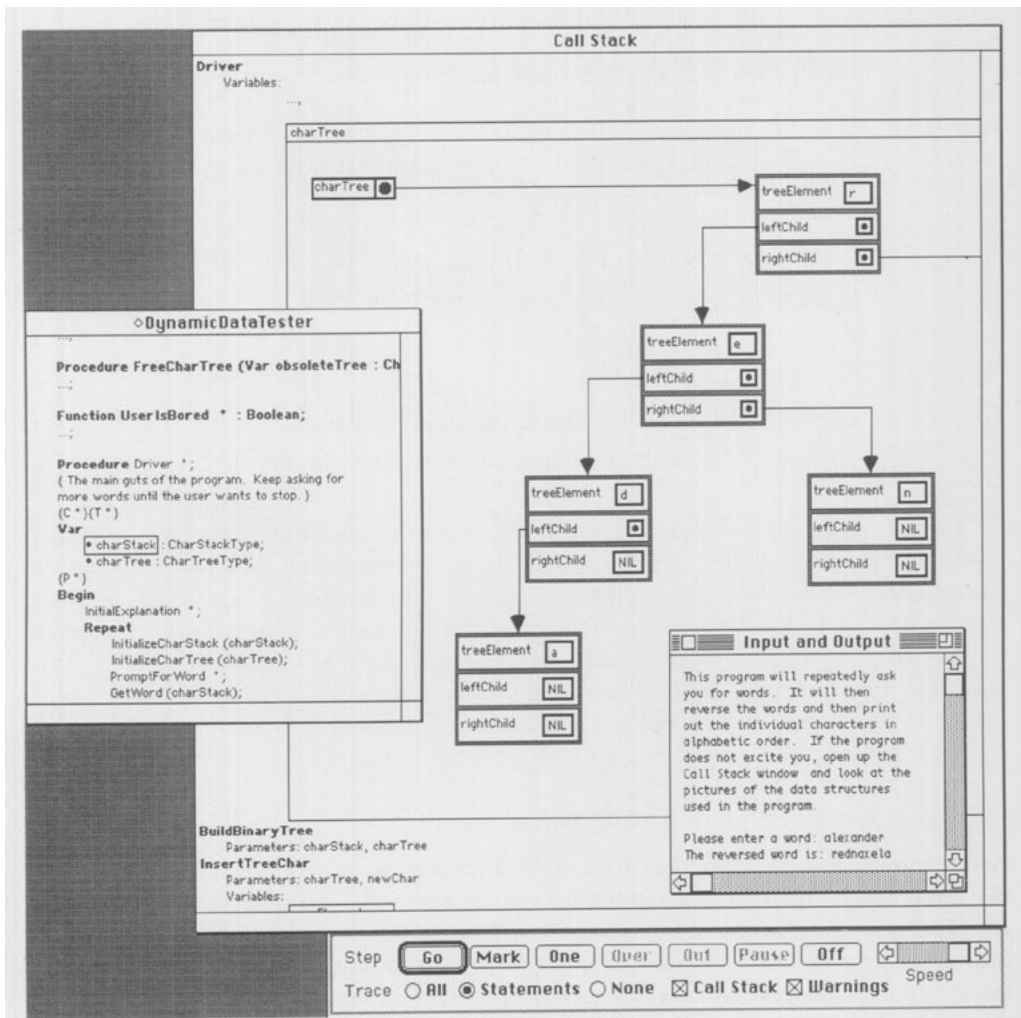 Call Stack
Driver
Variables:
...;
charTree
charTree
treeElement r
leftChild
rightChild
treeElement e
leftChild
rightChild
treeElement d
leftChild
rightChild NIL
treeElement n
leftChild NIL
rightChild NIL
treeElement a
leftChild NIL
rightChild NIL
BuildBinaryTree
Parameters: charStack, charTree
InsertTreeChar
Parameters: charTree, newChar
Variables:
◇DynamicDataTester
...;
Procedure FreeCharTree (Var obsoleteTree : Ch
...;
Function UserIsBored * : Boolean;
...;
Procedure Driver *;
{ The main guts of the program. Keep asking for
more words until the user wants to stop. }
{C *}{T *}
Var
• charStack : CharStackType;
• charTree : CharTreeType;
{P *}
Begin
InitialExplanation *;
Repeat
InitializeCharStack (charStack);
InitializeCharTree (charTree);
PromptForWord *;
GetWord (charStack);
Input and Output
This program will repeatedly ask
you for words. It will then
reverse the words and then print
out the individual characters in
alphabetic order. If the program
does not excite you, open up the
Call Stack window and look at the
pictures of the data structures
used in the program.
Please enter a word: alexander
The reversed word is: rednaxela
Step Go Mark One Over Out Pause Off
Speed
Trace All Statements None Call Stack Warnings